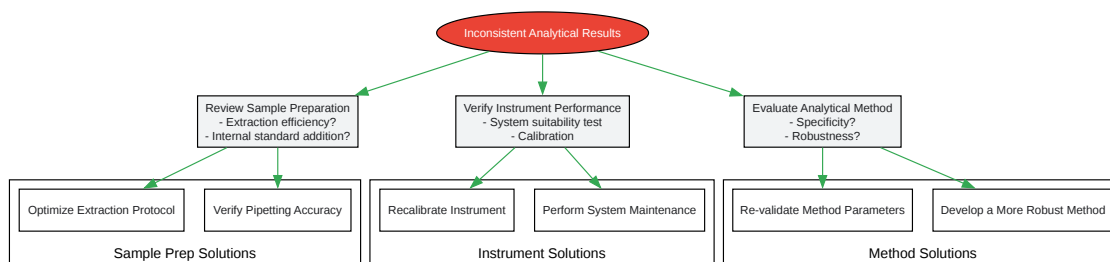 Inconsistent Analytical Results
Review Sample Preparation
- Extraction efficiency?
- Internal standard addition?
Verify Instrument Performance
- System suitability test
- Calibration
Evaluate Analytical Method
- Specificity?
- Robustness?
Optimize Extraction Protocol
Verify Pipetting Accuracy
Recalibrate Instrument
Perform System Maintenance
Re-validate Method Parameters
Develop a More Robust Method
Sample Prep Solutions
Instrument Solutions
Method Solutions